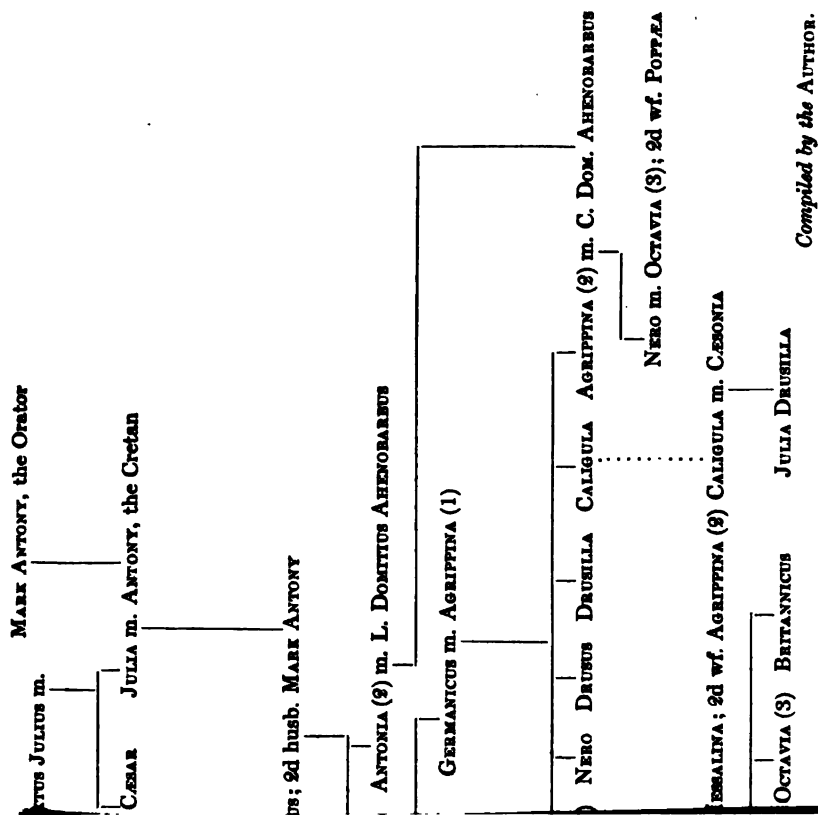 MARK ANTONY, the Orator
JULIUS m.
CÆSAR JULIA m. ANTONY, the Cretan
; 2d husb. MARK ANTONY
ANTONIA (2) m. L. DOMITIUS AHENOBARBUS
GERMANICUS m. AGRIPPINA (1)
NERO DRUSUS DRUSILLA CALIGULA AGRIPPINA (2) m. C. DOM. AHENOBARBUS
NERO m. OCTAVIA (3); 2d wf. POPPÆA
; 2d wf. AGRIPPINA (2) CALIGULA m. CÆSONIA
OCTAVIA (3) BRITANNICUS JULIA DRUSILLA
Compiled by the AUTHOR.